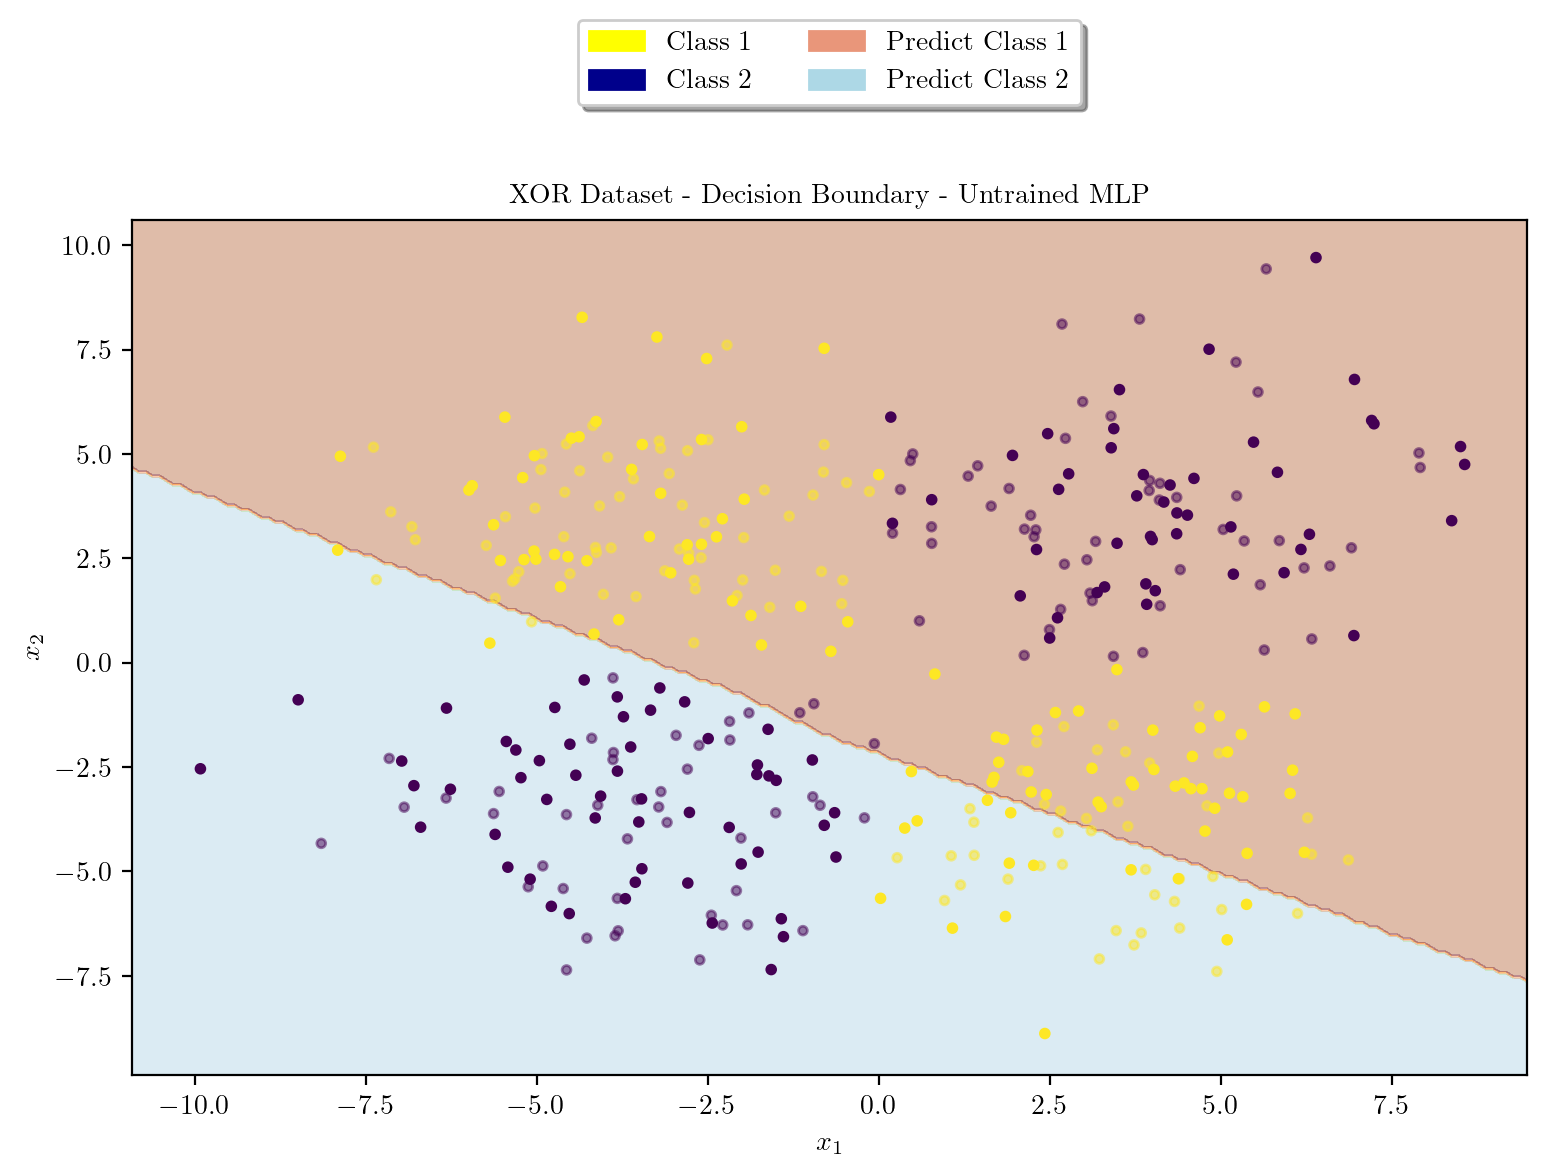 Class 1 Predict Class 1
Class 2 Predict Class 2
XOR Dataset - Decision Boundary - Untrained MLP
10.0
7.5
5.0
2.5
0.0
−2.5
−5.0
−7.5
x₂
−10.0 −7.5 −5.0 −2.5 0.0 2.5 5.0 7.5
x₁